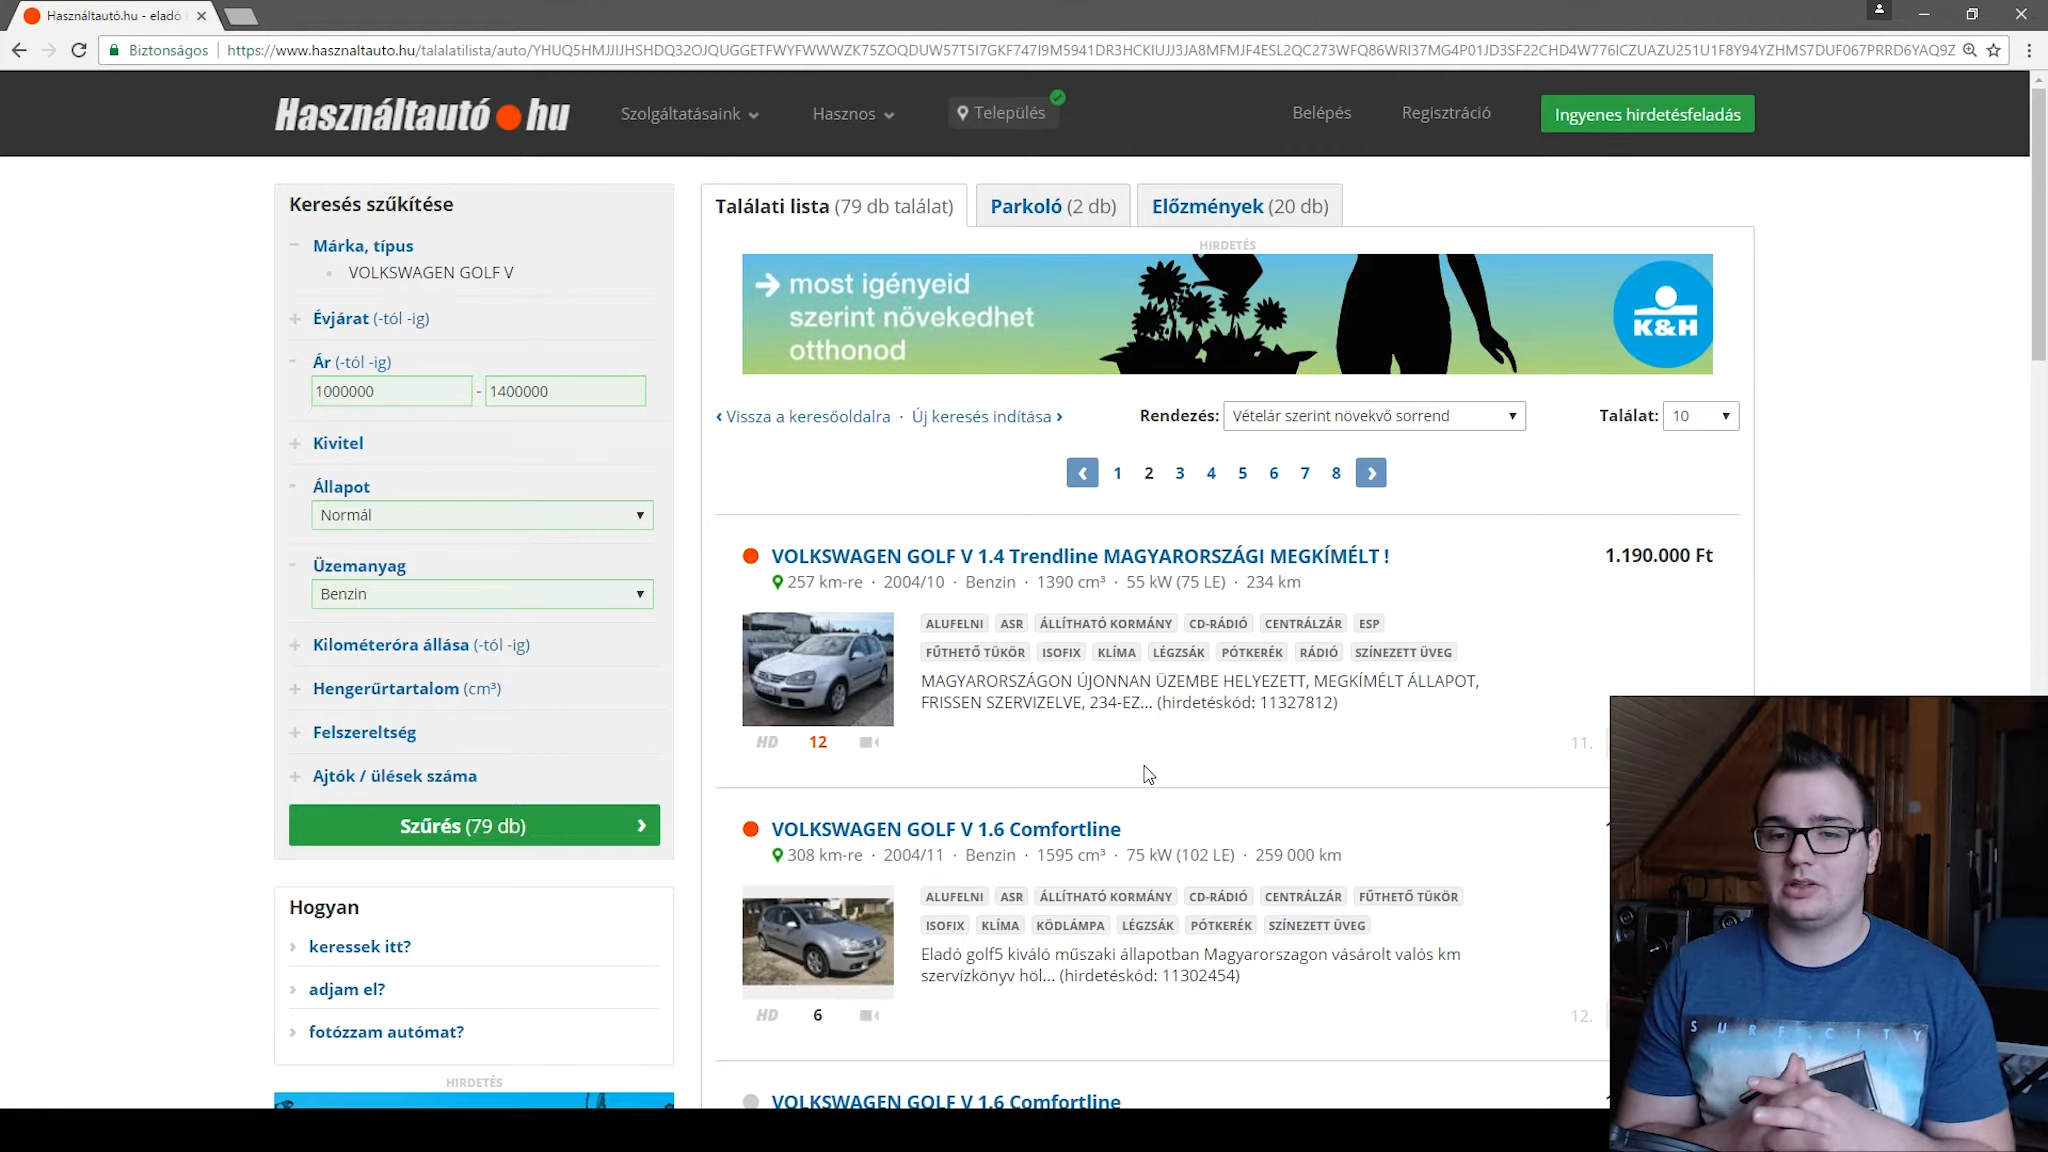 Használtautó.hu - eladó
Biztonságos
https://www.hasznaltauto.hu/talalatilista/auto/YHUQ5HMJJIJHSHDQ32OJQUGGETFWYFWWWZK75ZOQDUW57T5I7GKF747I9M5941DR3HCKIUJJ3JA8MFMJF4ESL2QC273WFQ86WRI37MG4P01JD3SF22CHD4W776ICZUAZU251U1F8Y94YZHMS7DUF067PRRD6YAQ9Z
Használtautó hu
Szolgáltatásaink
Hasznos
Település
Belépés
Regisztráció
Ingyenes hirdetésfeladás
Keresés szűkítése
Márka, típus
VOLKSWAGEN GOLF V
Évjárat (-tól -ig)
Ár (-tól -ig)
1000000 - 1400000
Kivitel
Állapot
Normál
Üzemanyag
Benzin
Kilométeróra állása (-tól -ig)
Hengerűrtartalom (cm³)
Felszereltség
Ajtók / ülések száma
Szűrés (79 db)
Hogyan
keressek itt?
adjam el?
fotózzam autómat?
HIRDETÉS
Találati lista (79 db találat)
Parkoló (2 db)
Előzmények (20 db)
HIRDETÉS
most igényeid
szerint növekedhet
otthonod
K&H
‹ Vissza a keresőoldalra · Új keresés indítása ›
Rendezés: Vételár szerint növekvő sorrend
Találat: 10
1 2 3 4 5 6 7 8
VOLKSWAGEN GOLF V 1.4 Trendline MAGYARORSZÁGI MEGKÍMÉLT !
1.190.000 Ft
257 km-re · 2004/10 · Benzin · 1390 cm³ · 55 kW (75 LE) · 234 km
ALUFELNI ASR ÁLLÍTHATÓ KORMÁNY CD-RÁDIÓ CENTRÁLZÁR ESP
FŰTHETŐ TÜKÖR ISOFIX KLÍMA LÉGZSÁK PÓTKERÉK RÁDIÓ SZÍNEZETT ÜVEG
MAGYARORSZÁGON ÚJONNAN ÜZEMBE HELYEZETT, MEGKÍMÉLT ÁLLAPOT,
FRISSEN SZERVIZELVE, 234-EZ... (hirdetéskód: 11327812)
HD 12
11.
VOLKSWAGEN GOLF V 1.6 Comfortline
308 km-re · 2004/11 · Benzin · 1595 cm³ · 75 kW (102 LE) · 259 000 km
ALUFELNI ASR ÁLLÍTHATÓ KORMÁNY CD-RÁDIÓ CENTRÁLZÁR FŰTHETŐ TÜKÖR
ISOFIX KLÍMA KÖDLÁMPA LÉGZSÁK PÓTKERÉK SZÍNEZETT ÜVEG
Eladó golf5 kiváló műszaki állapotban Magyarorszagon vásárolt valós km
szervízkönyv höl... (hirdetéskód: 11302454)
HD 6
12.
VOLKSWAGEN GOLF V 1.6 Comfortline
SURF CITY